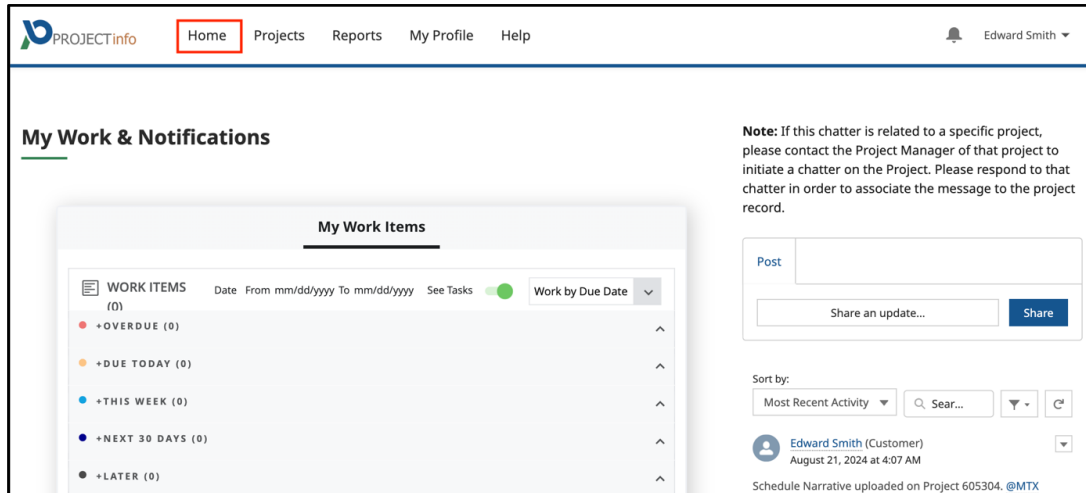 PROJECTinfo Home Projects Reports My Profile Help Edward Smith
My Work & Notifications
My Work Items
WORK ITEMS
(0)
Date From mm/dd/yyyy To mm/dd/yyyy See Tasks Work by Due Date
+OVERDUE (0)
+DUE TODAY (0)
+THIS WEEK (0)
+NEXT 30 DAYS (0)
+LATER (0)
Note: If this chatter is related to a specific project,
please contact the Project Manager of that project to
initiate a chatter on the Project. Please respond to that
chatter in order to associate the message to the project
record.
Post
Share an update... Share
Sort by:
Most Recent Activity Sear...
Edward Smith (Customer)
August 21, 2024 at 4:07 AM
Schedule Narrative uploaded on Project 605304. @MTX